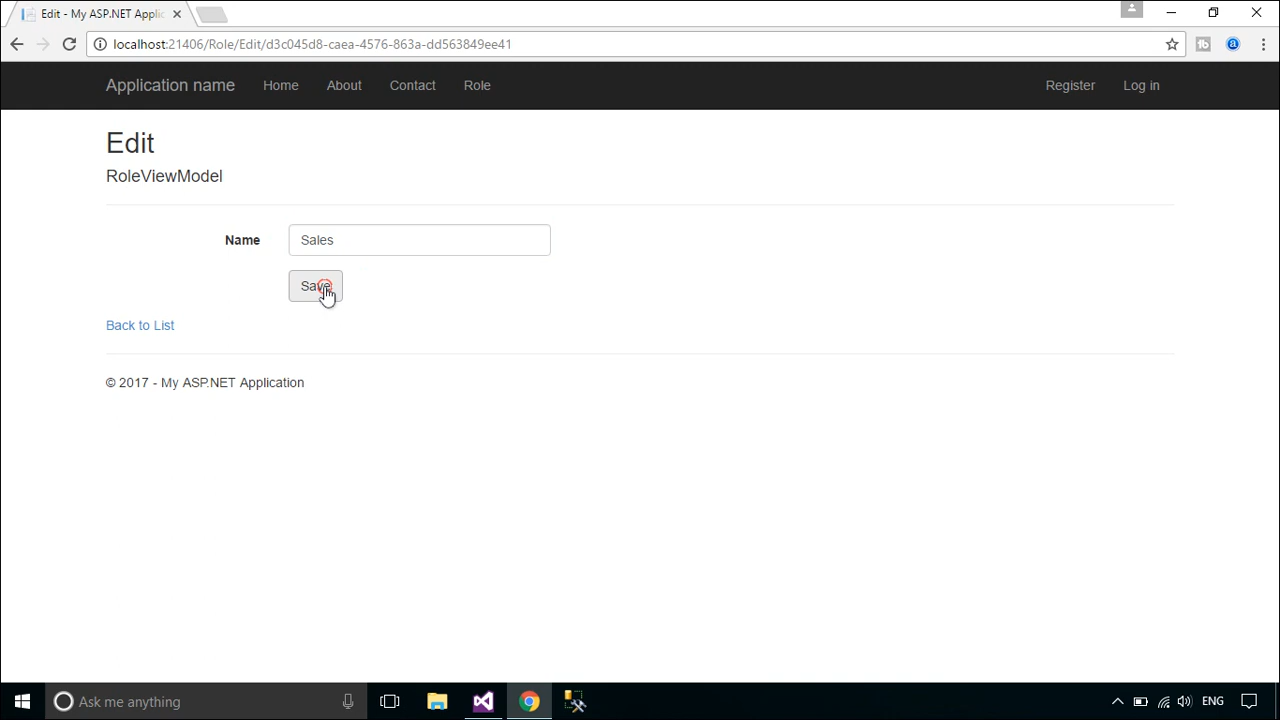 Edit - My ASP.NET Applic
localhost:21406/Role/Edit/d3c045d8-caea-4576-863a-dd563849ee41
Application name Home About Contact Role Register Log in
Edit
RoleViewModel
Name Sales
Save
Back to List
© 2017 - My ASP.NET Application
Ask me anything ENG